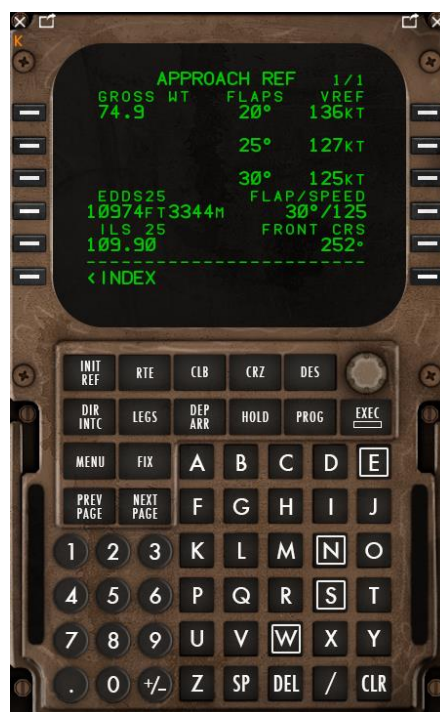 K
APPROACH REF 1/1
GROSS WT FLAPS VREF
74.9 20° 136KT
25° 127KT
30° 125KT
EDDS25 FLAP/SPEED
10974FT3344M 30°/125
ILS 25 FRONT CRS
109.90 252°
----------------------------
<INDEX
INIT REF RTE CLB CRZ DES
DIR INTC LEGS DEP ARR HOLD PROG EXEC
MENU FIX A B C D E
PREV PAGE NEXT PAGE F G H I J
1 2 3 K L M N O
4 5 6 P Q R S T
7 8 9 U V W X Y
. 0 +/- Z SP DEL / CLR